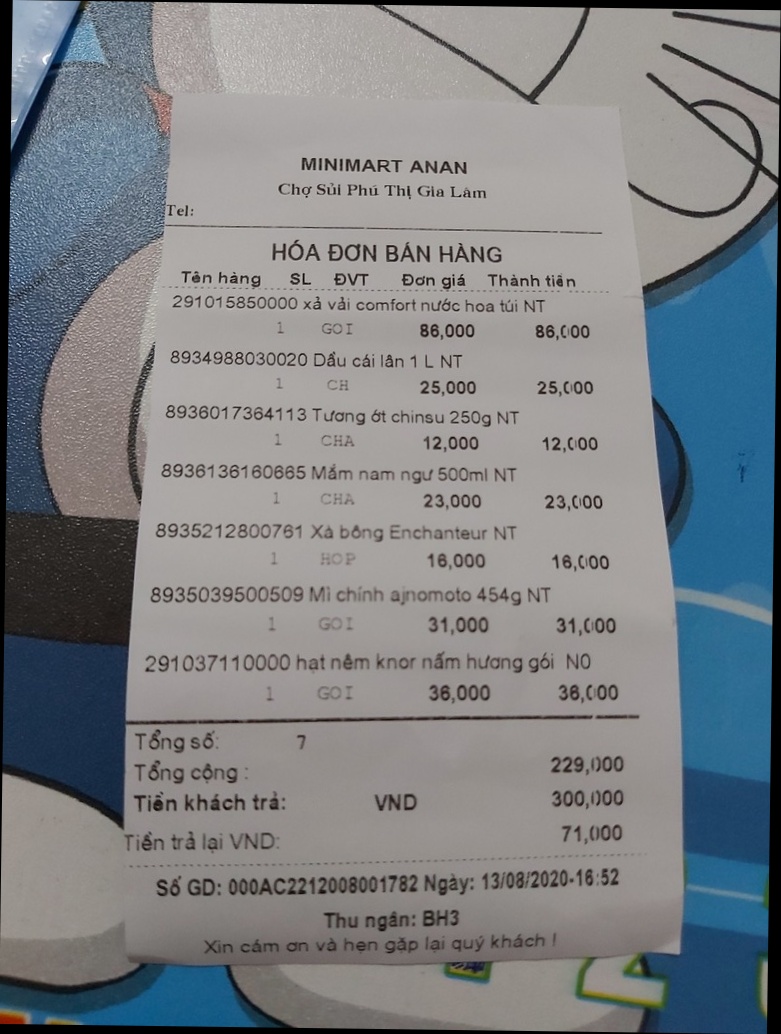 MINIMART ANAN
Chợ Sủi Phú Thị Gia Lâm
Tel:
HÓA ĐƠN BÁN HÀNG
Tên hàng SL ĐVT Đơn giá Thành tiền
291015850000 xả vải comfort nước hoa túi NT
1 GOI 86,000 86,000
8934988030020 Dầu cái lân 1 L NT
1 CH 25,000 25,000
8936017364113 Tương ớt chinsu 250g NT
1 CHA 12,000 12,000
8936136160665 Mắm nam ngư 500ml NT
1 CHA 23,000 23,000
8935212800761 Xà bông Enchanteur NT
1 HOP 16,000 16,000
8935039500509 Mì chính ajnomoto 454g NT
1 GOI 31,000 31,000
291037110000 hạt nêm knor nấm hương gói N0
1 GOI 36,000 36,000
Tổng số: 7
Tổng cộng : 229,000
Tiền khách trả: VND 300,000
Tiền trả lại VND: 71,000
Số GD: 000AC2212008001782 Ngày: 13/08/2020-16:52
Thu ngân: BH3
Xin cám ơn và hẹn gặp lại quý khách !